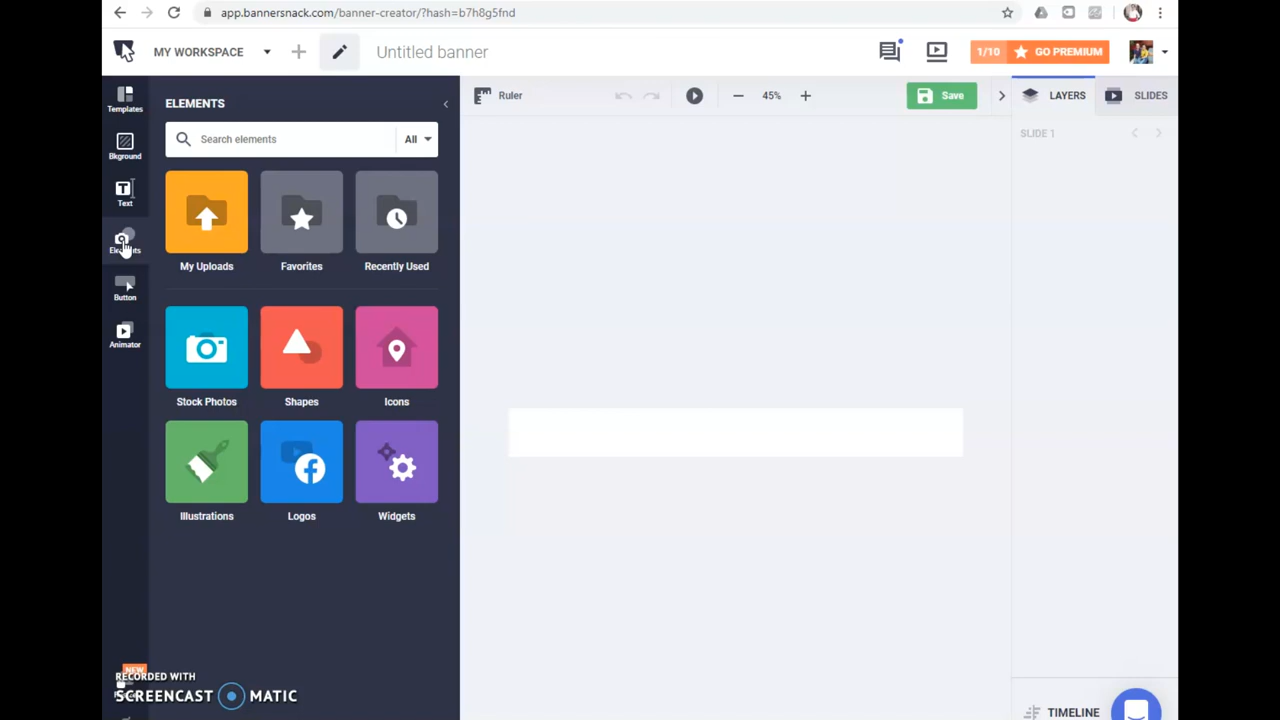 app.bannersnack.com/banner-creator/?hash=b7h8g5fnd
MY WORKSPACE
Untitled banner
1/10 GO PREMIUM
Templates
Bkground
Text
Elements
Button
Animator
NEW
ELEMENTS
Search elements
All
My Uploads
Favorites
Recently Used
Stock Photos
Shapes
Icons
Illustrations
Logos
Widgets
Ruler
45%
Save
LAYERS
SLIDES
SLIDE 1
TIMELINE
RECORDED WITH
SCREENCAST MATIC